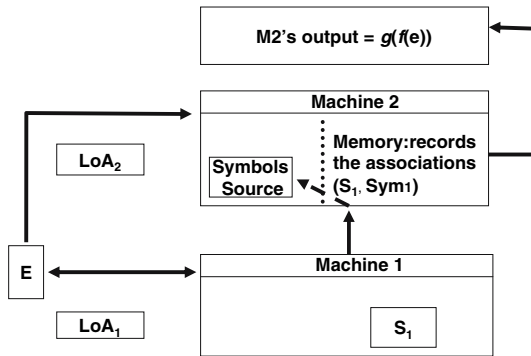 M2's output = g(f(e))
Machine 2
LoA₂
Symbols
Source
Memory:records
the associations
(S₁, Sym₁)
E
Machine 1
LoA₁
S₁